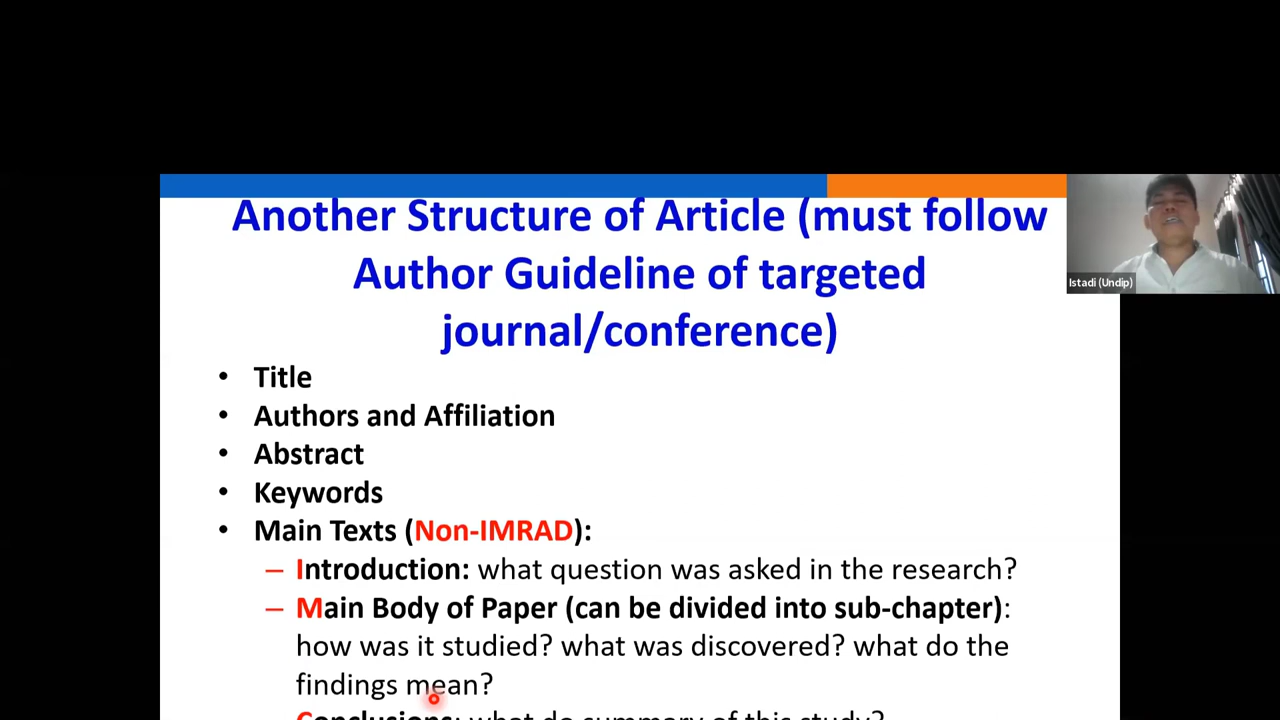 Another Structure of Article (must follow
Author Guideline of targeted
journal/conference)
Istadi (Undip)
• Title
• Authors and Affiliation
• Abstract
• Keywords
• Main Texts (Non-IMRAD):
– Introduction: what question was asked in the research?
– Main Body of Paper (can be divided into sub-chapter):
how was it studied? what was discovered? what do the
findings mean?
Conclusions: what do summary of this study?